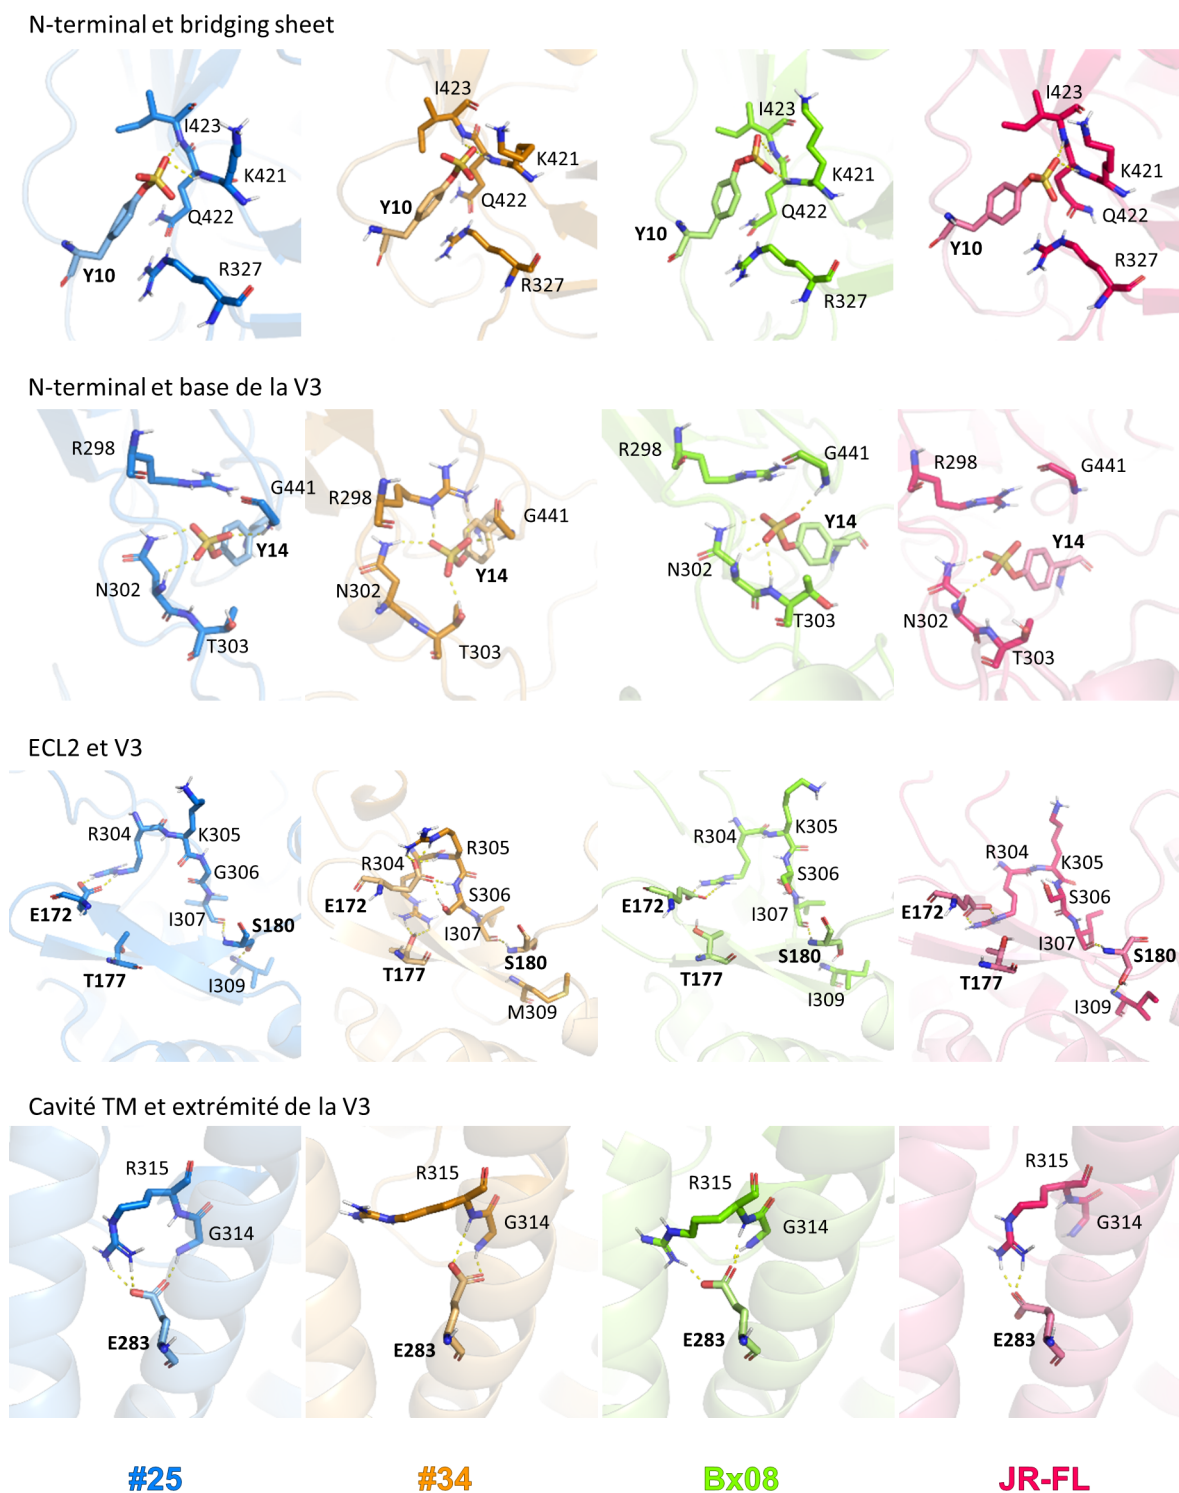 N-terminal et bridging sheet
I423
K421
Q422
Y10
R327
I423
K421
Y10
Q422
R327
I423
K421
Q422
Y10
R327
I423
K421
Q422
Y10
R327
N-terminal et base de la V3
R298
G441
Y14
N302
T303
R298
G441
Y14
N302
T303
R298
G441
Y14
N302
T303
R298
G441
Y14
N302
T303
ECL2 et V3
R304
K305
G306
E172
I307
S180
T177
I309
R304
R305
E172
S306
I307
T177
S180
M309
R304
K305
S306
E172
I307
T177
S180
I309
R304
K305
S306
E172
I307
S180
T177
I309
Cavité TM et extrémité de la V3
R315
G314
E283
R315
G314
E283
R315
G314
E283
R315
G314
E283
#25
#34
Bx08
JR-FL